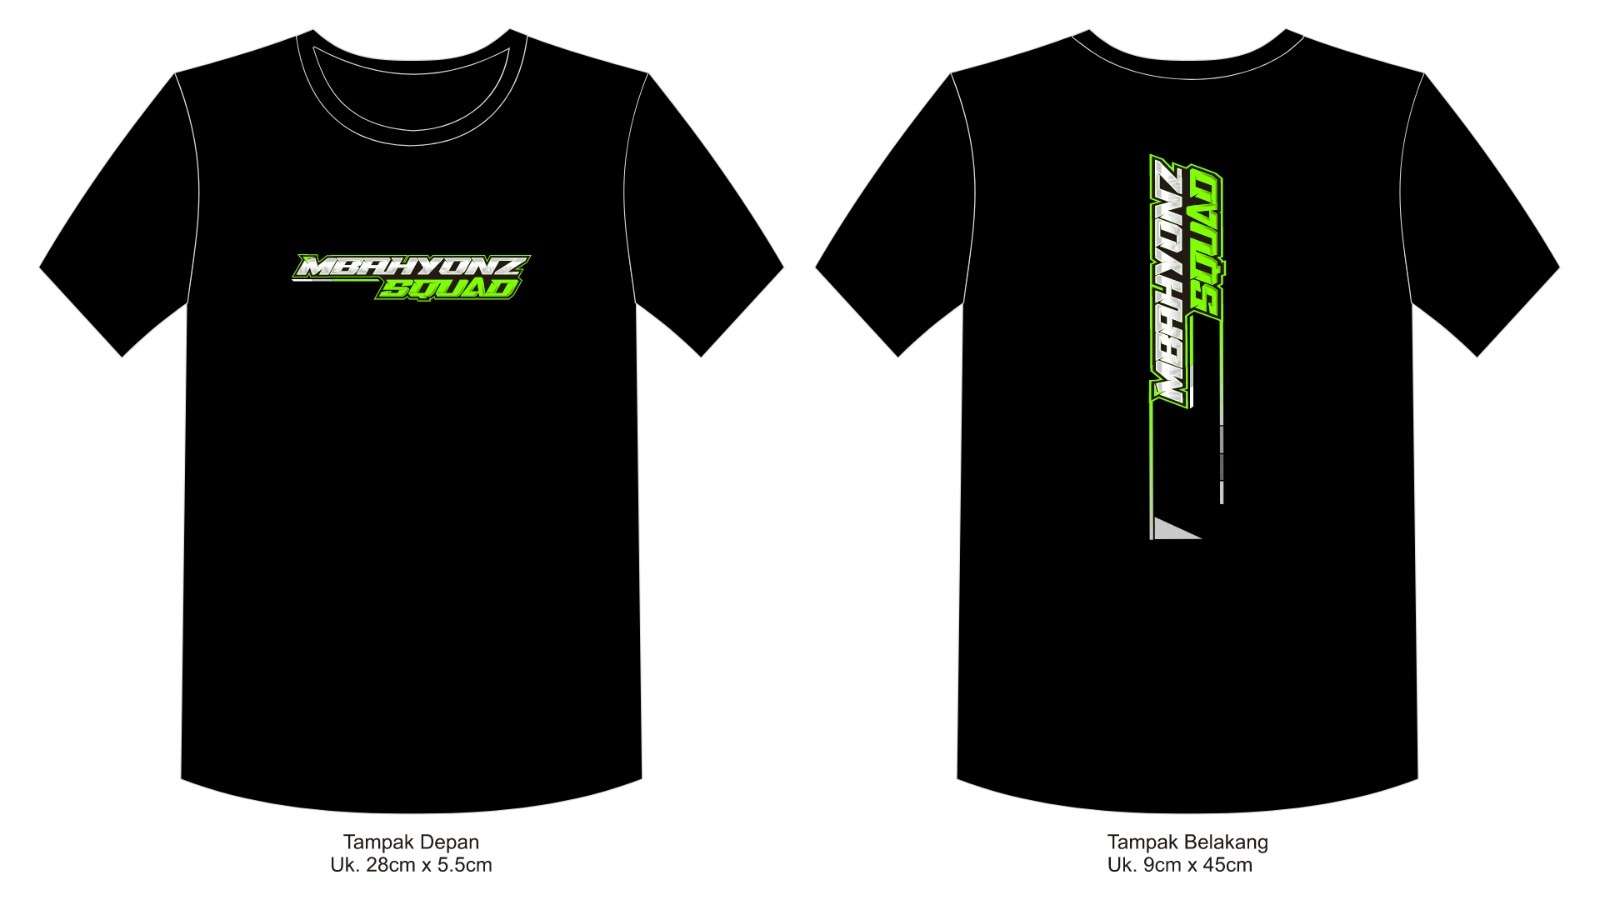 MBAHYONZ
SQUAD
MBAHYONZ
SQUAD
Tampak Depan
Uk. 28cm x 5.5cm
Tampak Belakang
Uk. 9cm x 45cm